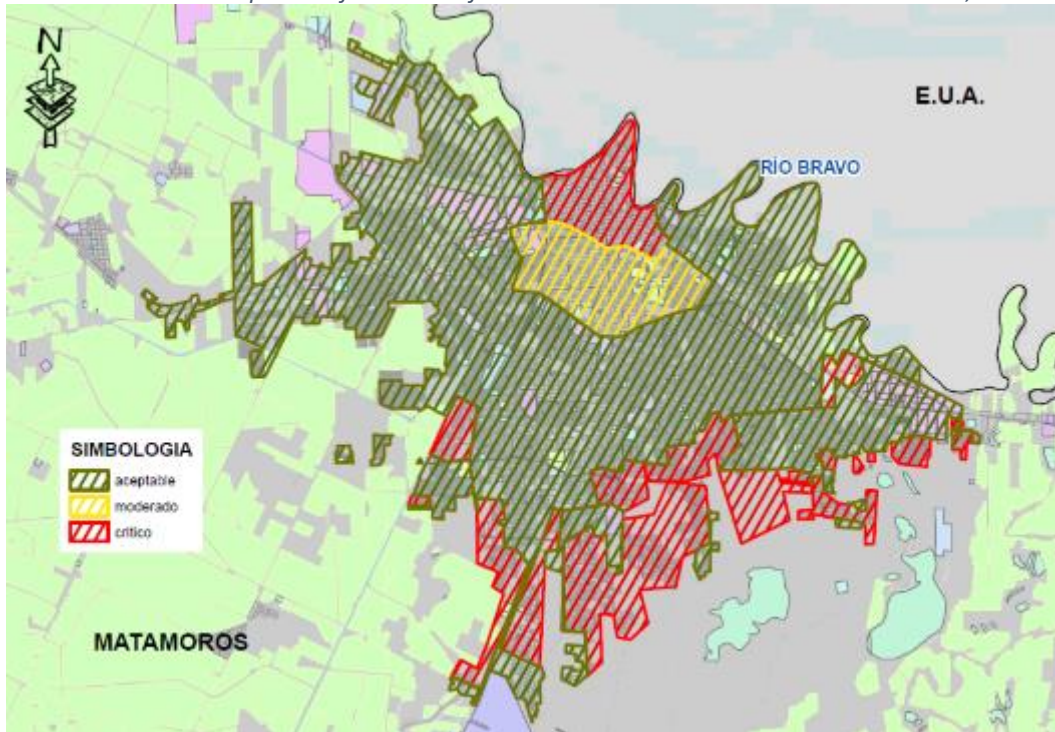 N
E.U.A.
RÍO BRAVO
SIMBOLOGIA
aceptable
moderado
critico
MATAMOROS